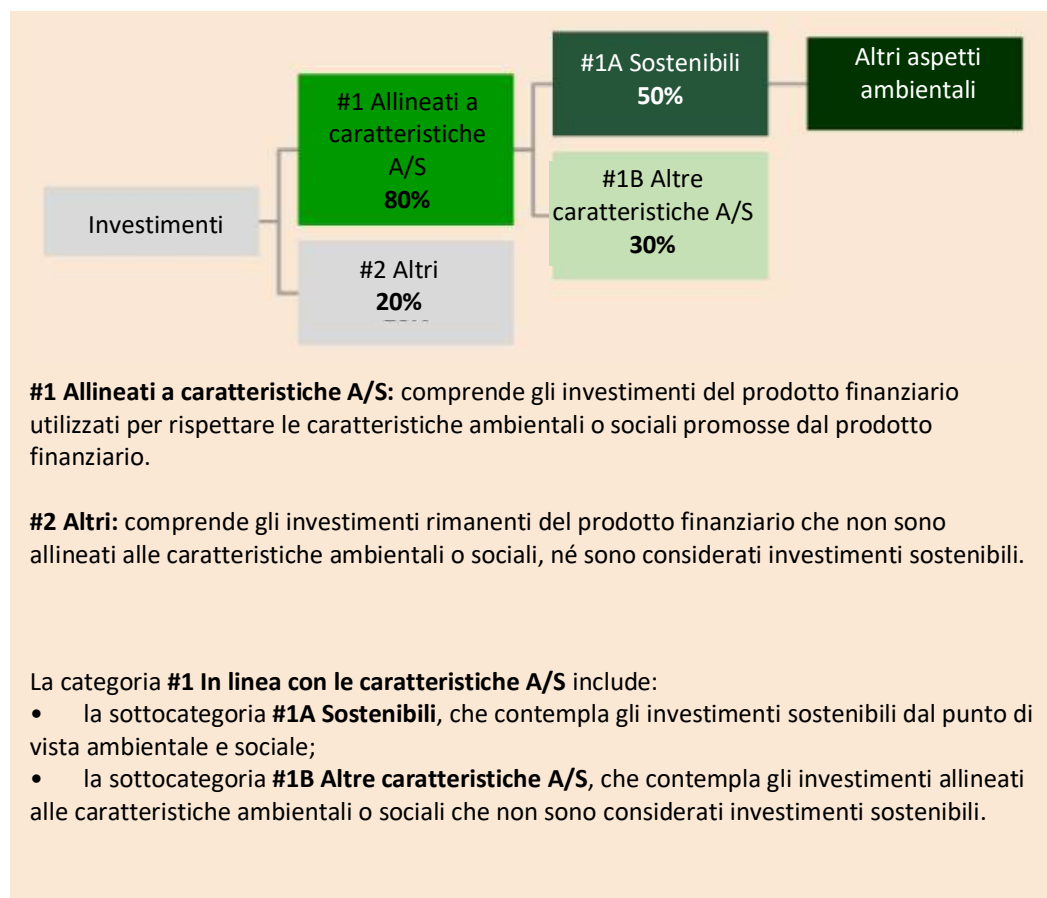 #1A Sostenibili
50%
Altri aspetti
ambientali
#1 Allineati a
caratteristiche
A/S
80%
#1B Altre
caratteristiche A/S
30%
Investimenti
#2 Altri
20%
#1 Allineati a caratteristiche A/S: comprende gli investimenti del prodotto finanziario
utilizzati per rispettare le caratteristiche ambientali o sociali promosse dal prodotto
finanziario.
#2 Altri: comprende gli investimenti rimanenti del prodotto finanziario che non sono
allineati alle caratteristiche ambientali o sociali, né sono considerati investimenti sostenibili.
La categoria #1 In linea con le caratteristiche A/S include:
• la sottocategoria #1A Sostenibili, che contempla gli investimenti sostenibili dal punto di
vista ambientale e sociale;
• la sottocategoria #1B Altre caratteristiche A/S, che contempla gli investimenti allineati
alle caratteristiche ambientali o sociali che non sono considerati investimenti sostenibili.